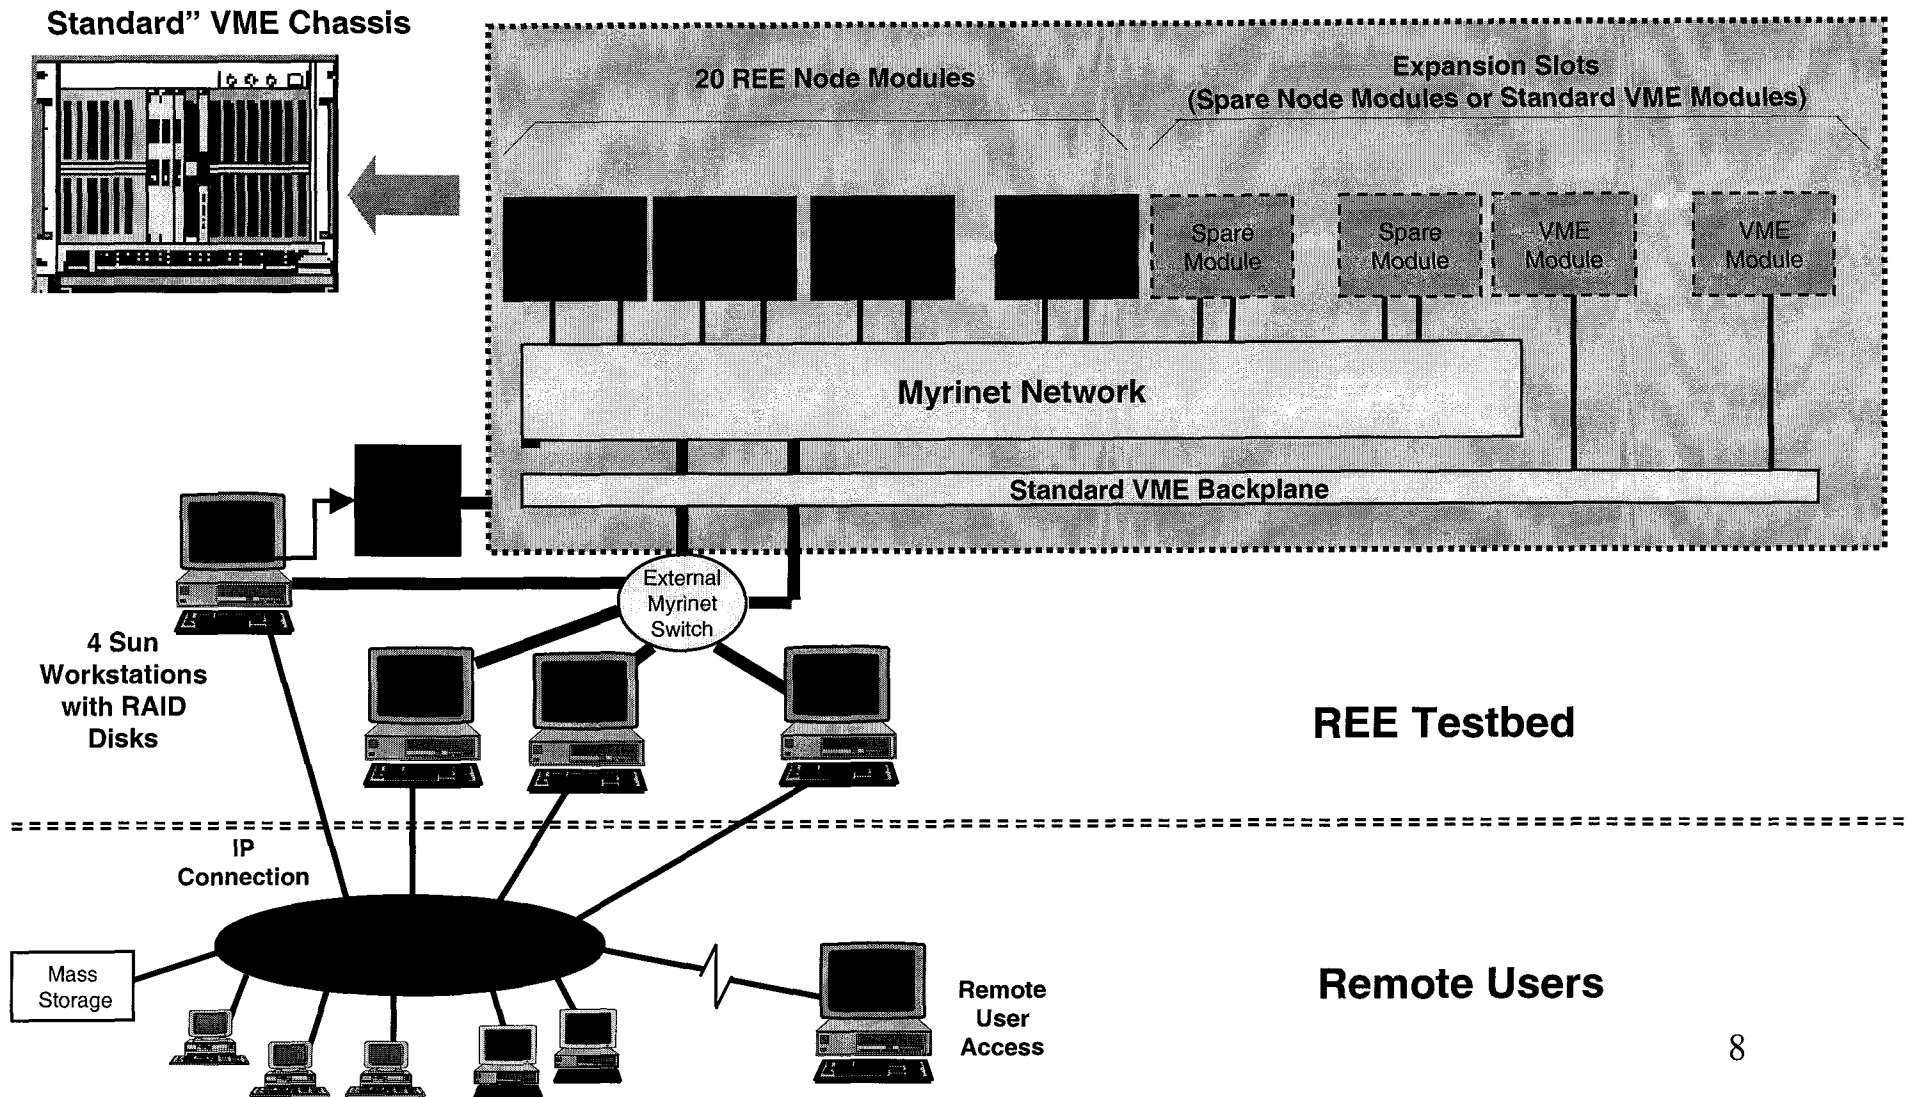 Standard” VME Chassis
20 REE Node Modules
Expansion Slots
(Spare Node Modules or Standard VME Modules)
Spare
Module
Spare
Module
VME
Module
VME
Module
Myrinet Network
Standard VME Backplane
External
Myrinet
Switch
4 Sun
Workstations
with RAID
Disks
REE Testbed
IP
Connection
Mass
Storage
Remote
User
Access
Remote Users
8